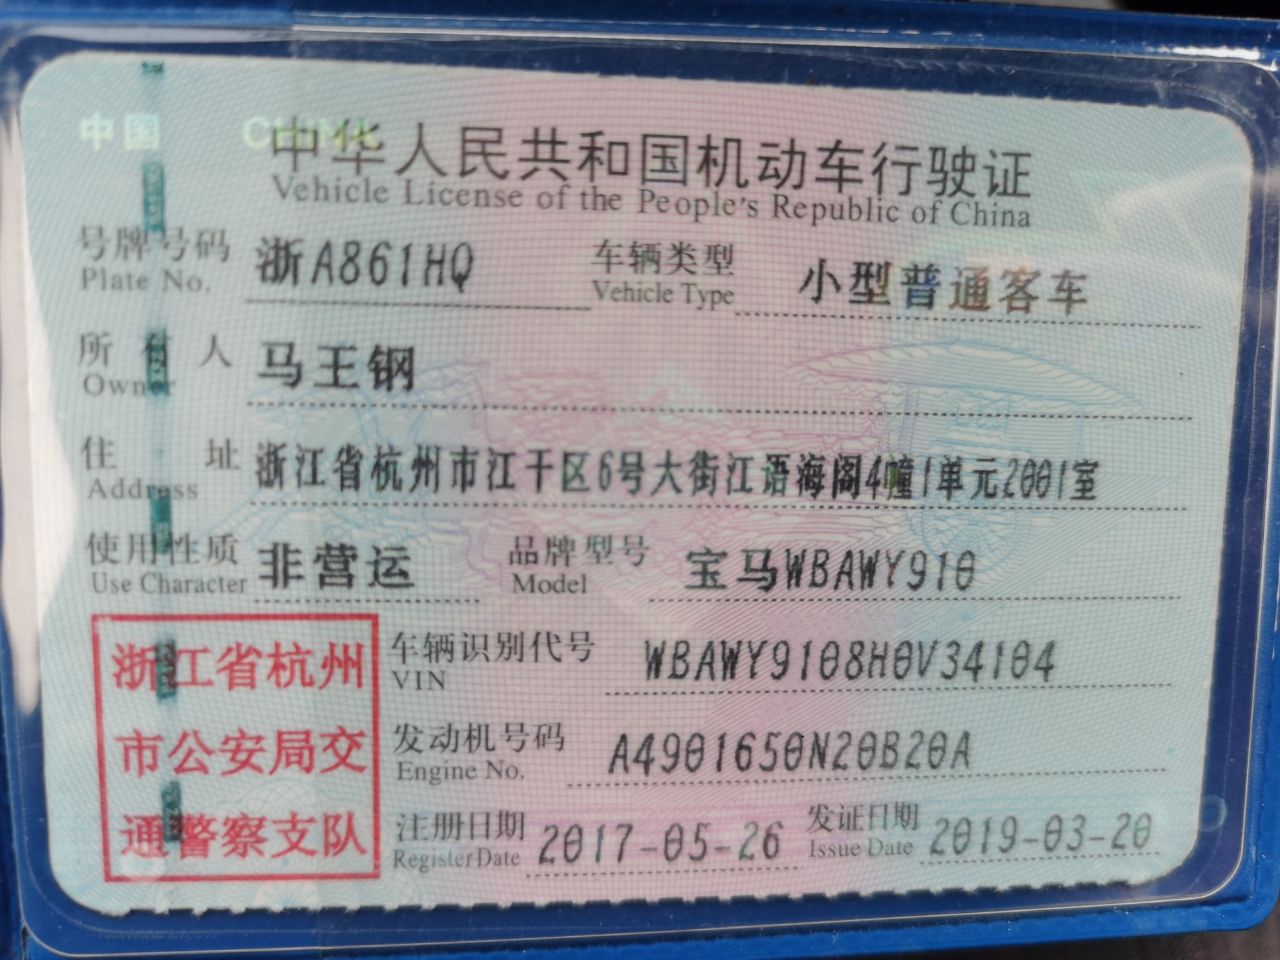 中国 CHINA
中华人民共和国机动车行驶证
Vehicle License of the People's Republic of China
号牌号码 浙A861HQ 车辆类型 小型普通客车
Plate No. Vehicle Type
所有人 马王钢
Owner
住址 浙江省杭州市江干区6号大街江语海阁4幢1单元2001室
Address
使用性质 非营运 品牌型号 宝马WBAWY910
Use Character Model
浙江省杭州
市公安局交
通警察支队
车辆识别代号 WBAWY9108H0V34104
VIN
发动机号码 A4901650N20B20A
Engine No.
注册日期 2017-05-26 发证日期 2019-03-20
Register Date Issue Date